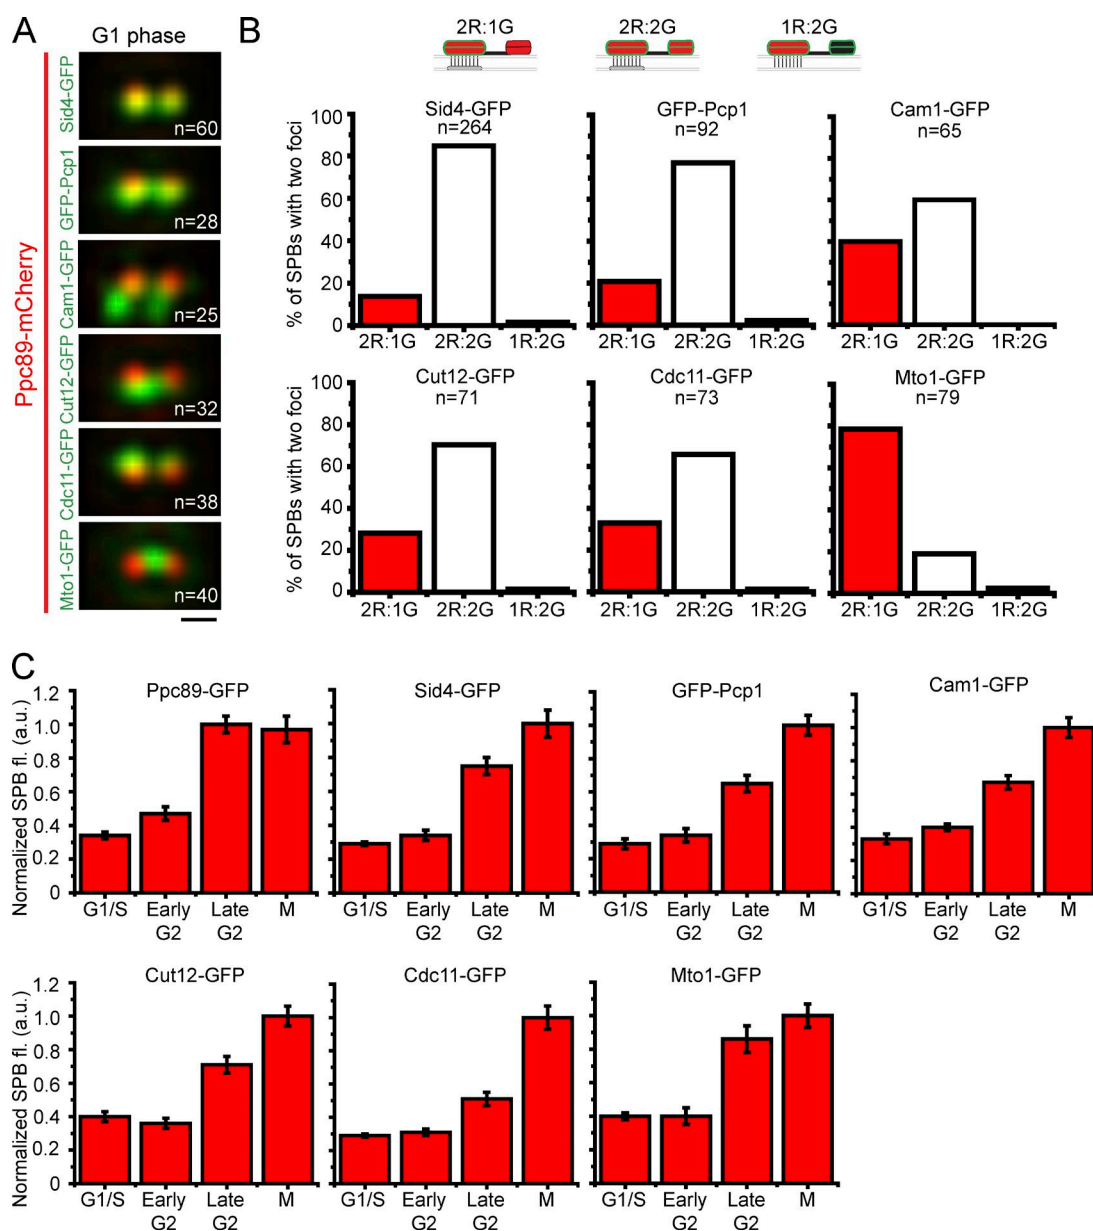 A
G1 phase
Ppc89-mCherry
Sid4-GFP
n=60
GFP-Pcp1
n=28
Cam1-GFP
n=25
Cut12-GFP
n=32
Cdc11-GFP
n=38
Mto1-GFP
n=40
B
2R:1G 2R:2G 1R:2G
% of SPBs with two foci
100
80
60
40
20
0
Sid4-GFP
n=264
2R:1G 2R:2G 1R:2G
GFP-Pcp1
n=92
2R:1G 2R:2G 1R:2G
Cam1-GFP
n=65
2R:1G 2R:2G 1R:2G
% of SPBs with two foci
100
80
60
40
20
0
Cut12-GFP
n=71
2R:1G 2R:2G 1R:2G
Cdc11-GFP
n=73
2R:1G 2R:2G 1R:2G
Mto1-GFP
n=79
2R:1G 2R:2G 1R:2G
C
Normalized SPB fl. (a.u.)
1.2
1.0
0.8
0.6
0.4
0.2
0
Ppc89-GFP
G1/S Early Late M
G2 G2
Sid4-GFP
G1/S Early Late M
G2 G2
GFP-Pcp1
G1/S Early Late M
G2 G2
Cam1-GFP
G1/S Early Late M
G2 G2
Normalized SPB fl. (a.u.)
1.2
1.0
0.8
0.6
0.4
0.2
0
Cut12-GFP
G1/S Early Late M
G2 G2
Cdc11-GFP
G1/S Early Late M
G2 G2
Mto1-GFP
G1/S Early Late M
G2 G2